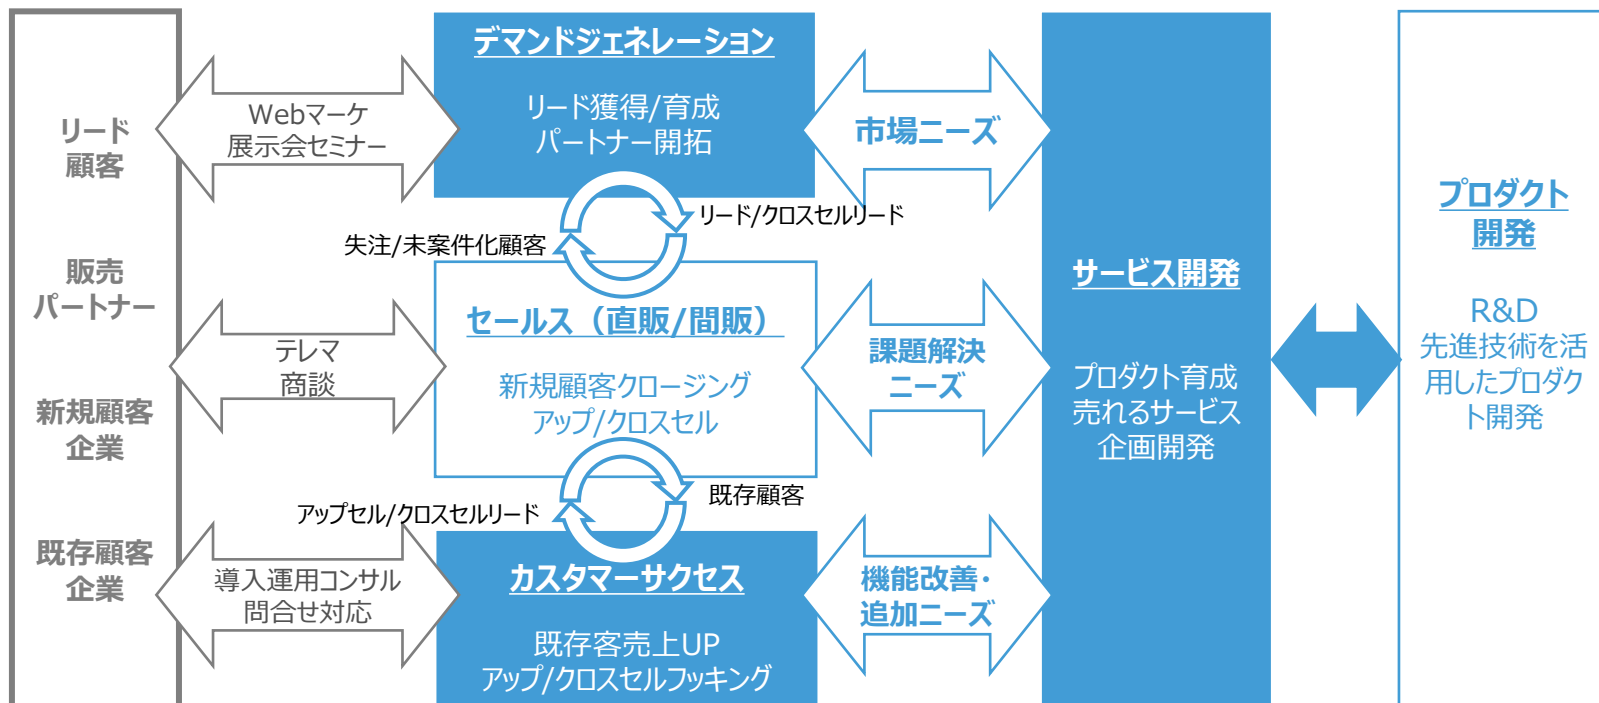 リード
顧客
販売
パートナー
新規顧客
企業
既存顧客
企業
Webマーケ
展示会セミナー
テレマ
商談
導入運用コンサル
問合せ対応
デマンドジェネレーション
リード獲得/育成
パートナー開拓
リード/クロスセルリード
失注/未案件化顧客
セールス（直販/間販）
新規顧客クロージング
アップ/クロスセル
既存顧客
アップセル/クロスセルリード
カスタマーサクセス
既存客売上UP
アップ/クロスセルフッキング
市場ニーズ
課題解決
ニーズ
機能改善・
追加ニーズ
サービス開発
プロダクト育成
売れるサービス
企画開発
プロダクト
開発
R&D
先進技術を活
用したプロダク
ト開発